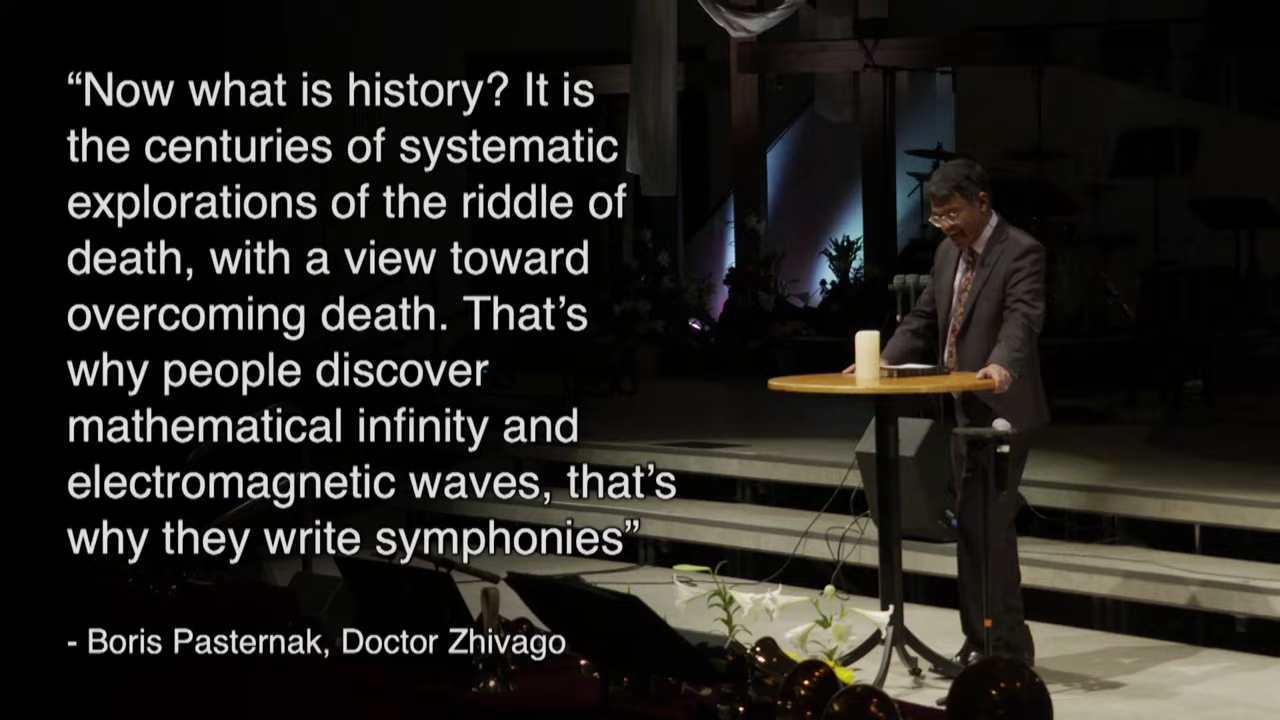 “Now what is history? It is
the centuries of systematic
explorations of the riddle of
death, with a view toward
overcoming death. That’s
why people discover
mathematical infinity and
electromagnetic waves, that’s
why they write symphonies”
- Boris Pasternak, Doctor Zhivago